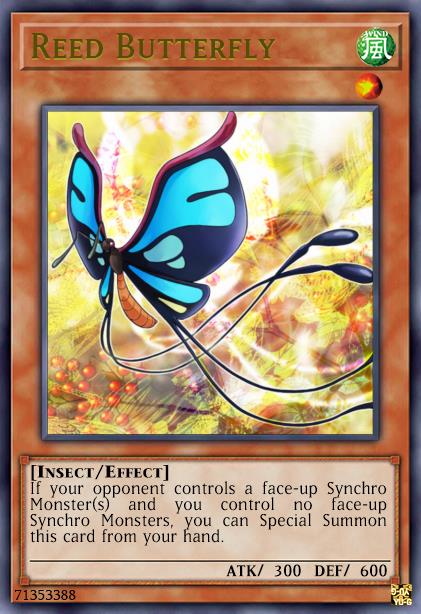 REED BUTTERFLY
WIND
風
[INSECT/EFFECT]
If your opponent controls a face-up Synchro
Monster(s) and you control no face-up
Synchro Monsters, you can Special Summon
this card from your hand.
ATK/ 300 DEF/ 600
71353388